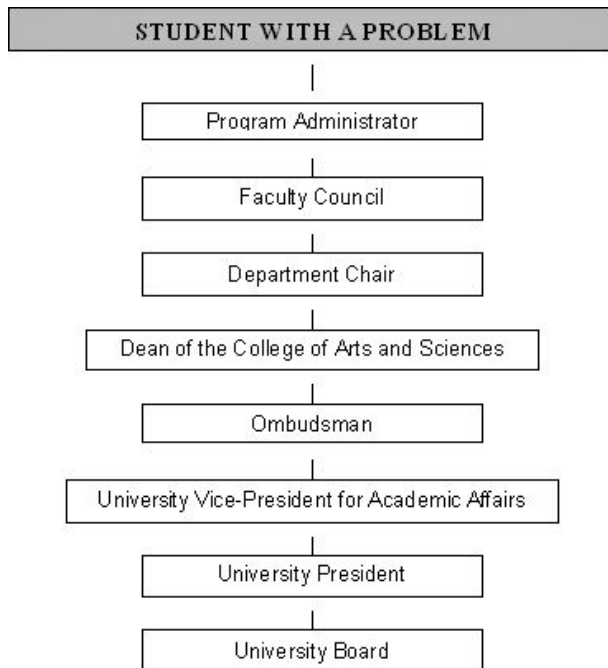 STUDENT WITH A PROBLEM
Program Administrator
Faculty Council
Department Chair
Dean of the College of Arts and Sciences
Ombudsman
University Vice-President for Academic Affairs
University President
University Board